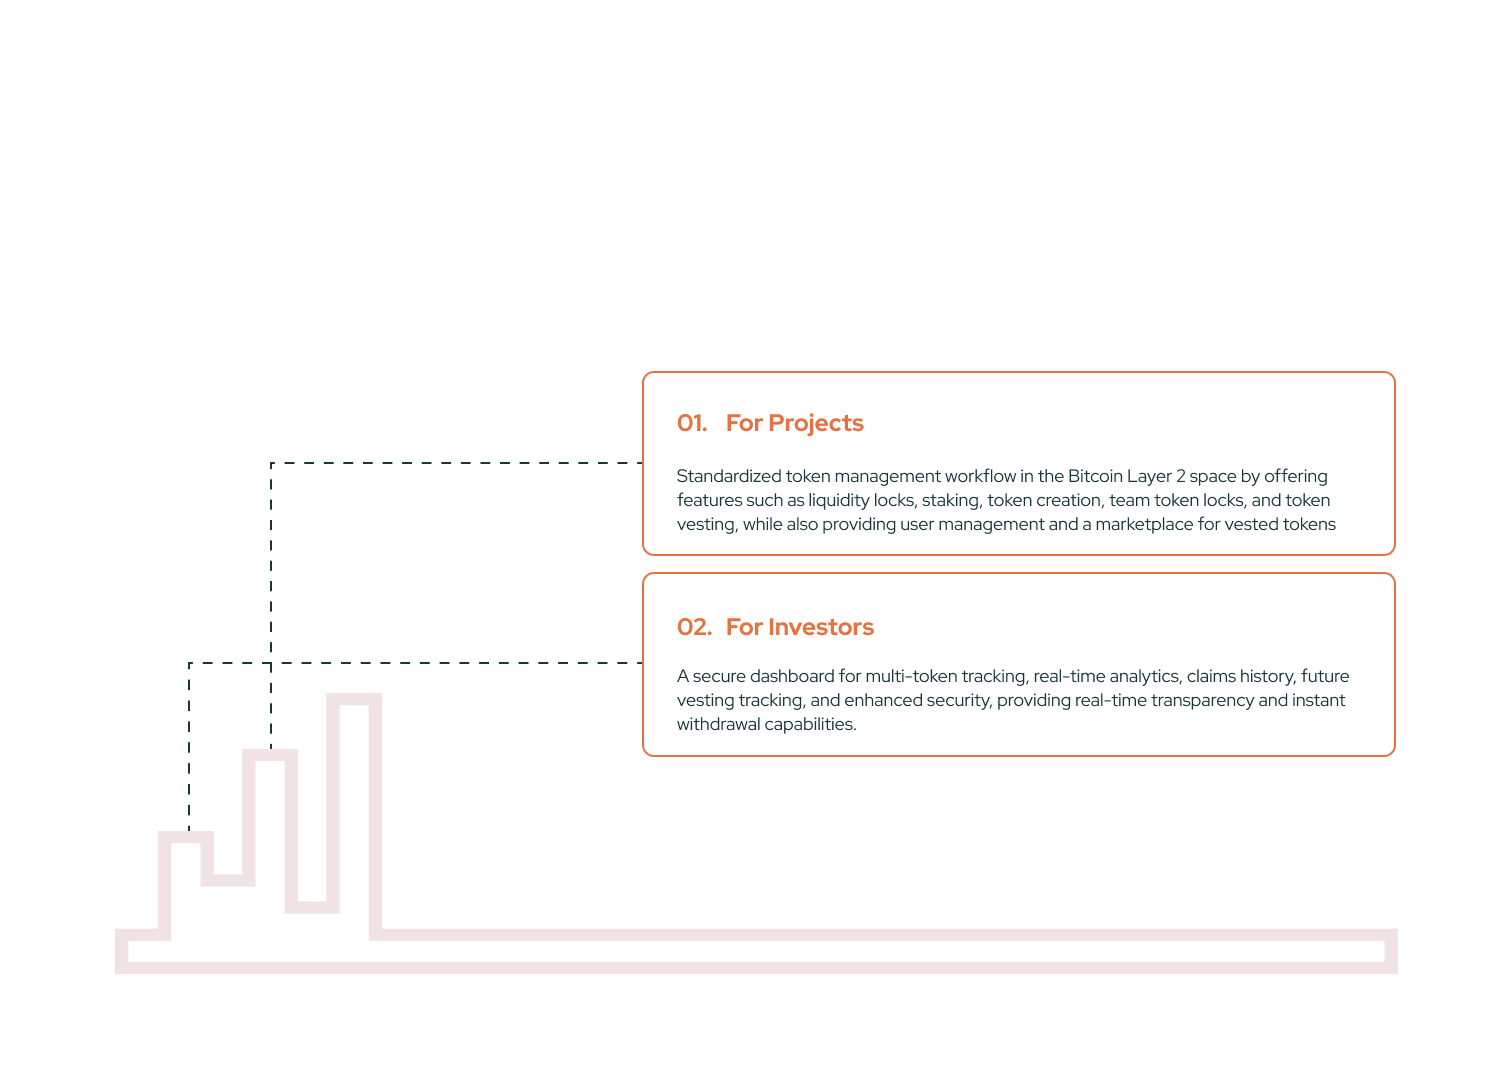 01. For Projects
Standardized token management workflow in the Bitcoin Layer 2 space by offering
features such as liquidity locks, staking, token creation, team token locks, and token
vesting, while also providing user management and a marketplace for vested tokens
02. For Investors
A secure dashboard for multi-token tracking, real-time analytics, claims history, future
vesting tracking, and enhanced security, providing real-time transparency and instant
withdrawal capabilities.